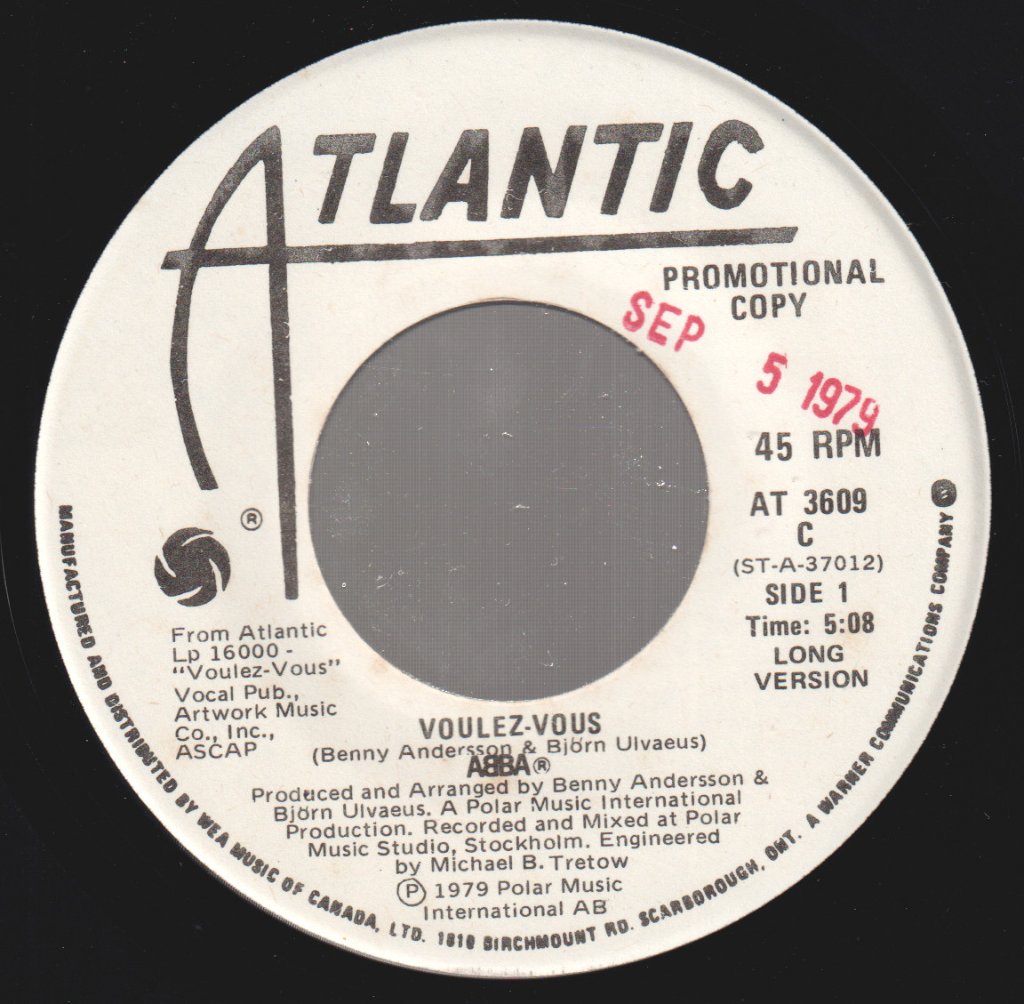 ATLANTIC
PROMOTIONAL
COPY
SEP 5 1979
45 RPM
AT 3609
C
(ST-A-37012)
SIDE 1
Time: 5:08
LONG
VERSION
®
From Atlantic
Lp 16000 -
“Voulez-Vous”
Vocal Pub.,
Artwork Music
Co., Inc.,
ASCAP
VOULEZ-VOUS
(Benny Andersson & Björn Ulvaeus)
ABBA®
Produced and Arranged by Benny Andersson &
Björn Ulvaeus. A Polar Music International
Production. Recorded and Mixed at Polar
Music Studio, Stockholm. Engineered
by Michael B. Tretow
Ⓟ 1979 Polar Music
International AB
MANUFACTURED AND DISTRIBUTED BY WEA MUSIC OF CANADA, LTD. 1810 BIRCHMOUNT RD. SCARBOROUGH, ONT. A WARNER COMMUNICATIONS COMPANY